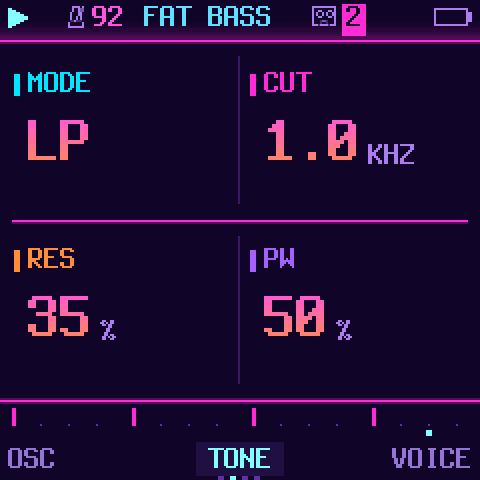 92 FAT BASS 2
MODE CUT
LP 1.0 KHZ
RES PW
35 % 50 %
OSC TONE VOICE